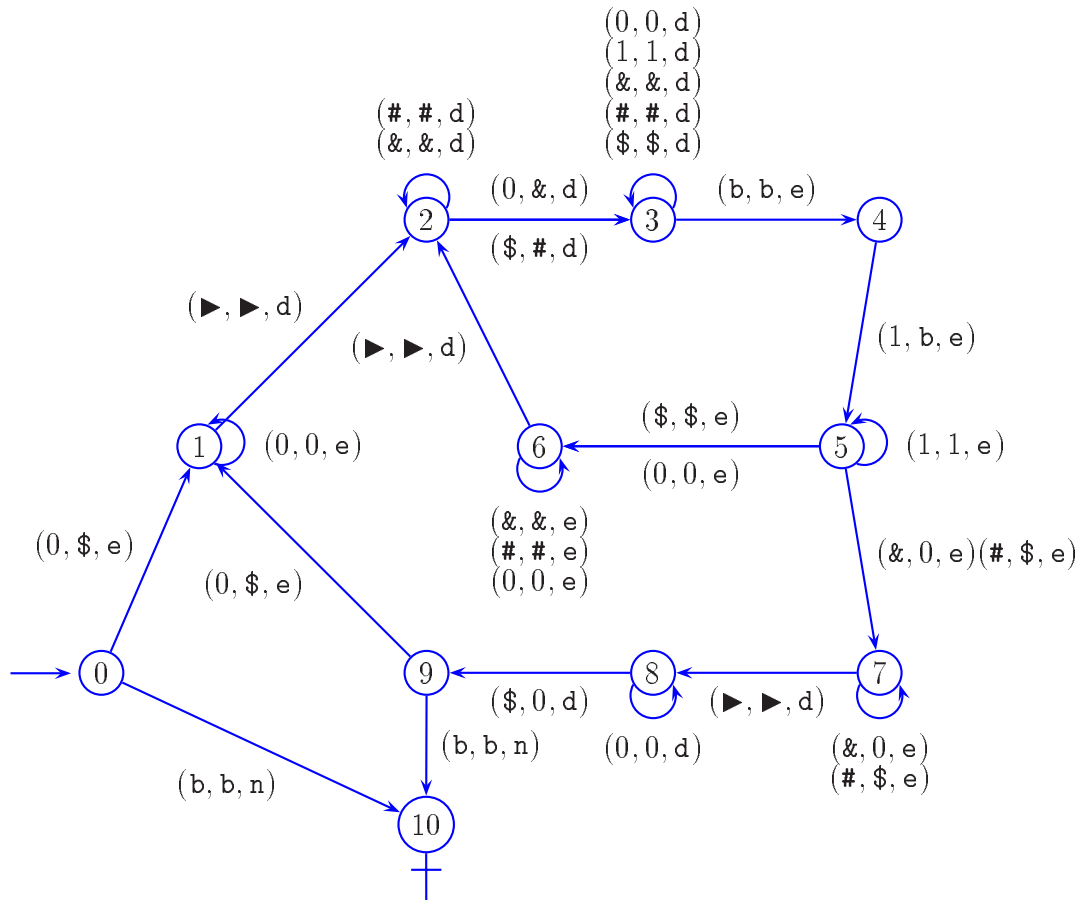 (0, 0, d)
(1, 1, d)
(&, &, d)
(#, #, d)
($, $, d)
(#, #, d)
(&, &, d)
(0, &, d)
(b, b, e)
2
3
4
($, #, d)
(▶, ▶, d)
(▶, ▶, d)
(1, b, e)
1
(0, 0, e)
6
($, $, e)
(0, 0, e)
5
(1, 1, e)
(&, &, e)
(#, #, e)
(0, 0, e)
(0, $, e)
(0, $, e)
(&, 0, e)(#, $, e)
0
9
8
7
($, 0, d)
(▶, ▶, d)
(b, b, n)
(0, 0, d)
(&, 0, e)
(#, $, e)
(b, b, n)
10